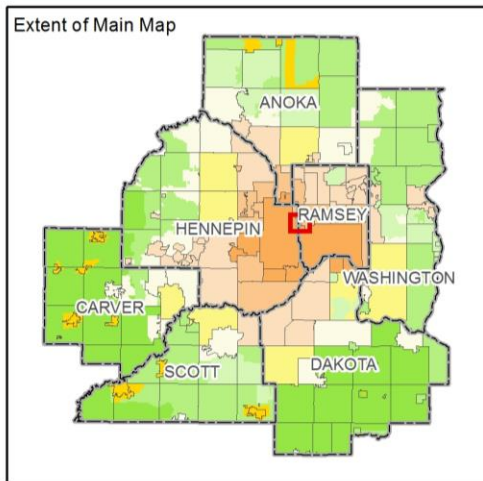 Extent of Main Map
ANOKA
HENNEPIN
RAMSEY
WASHINGTON
CARVER
SCOTT
DAKOTA